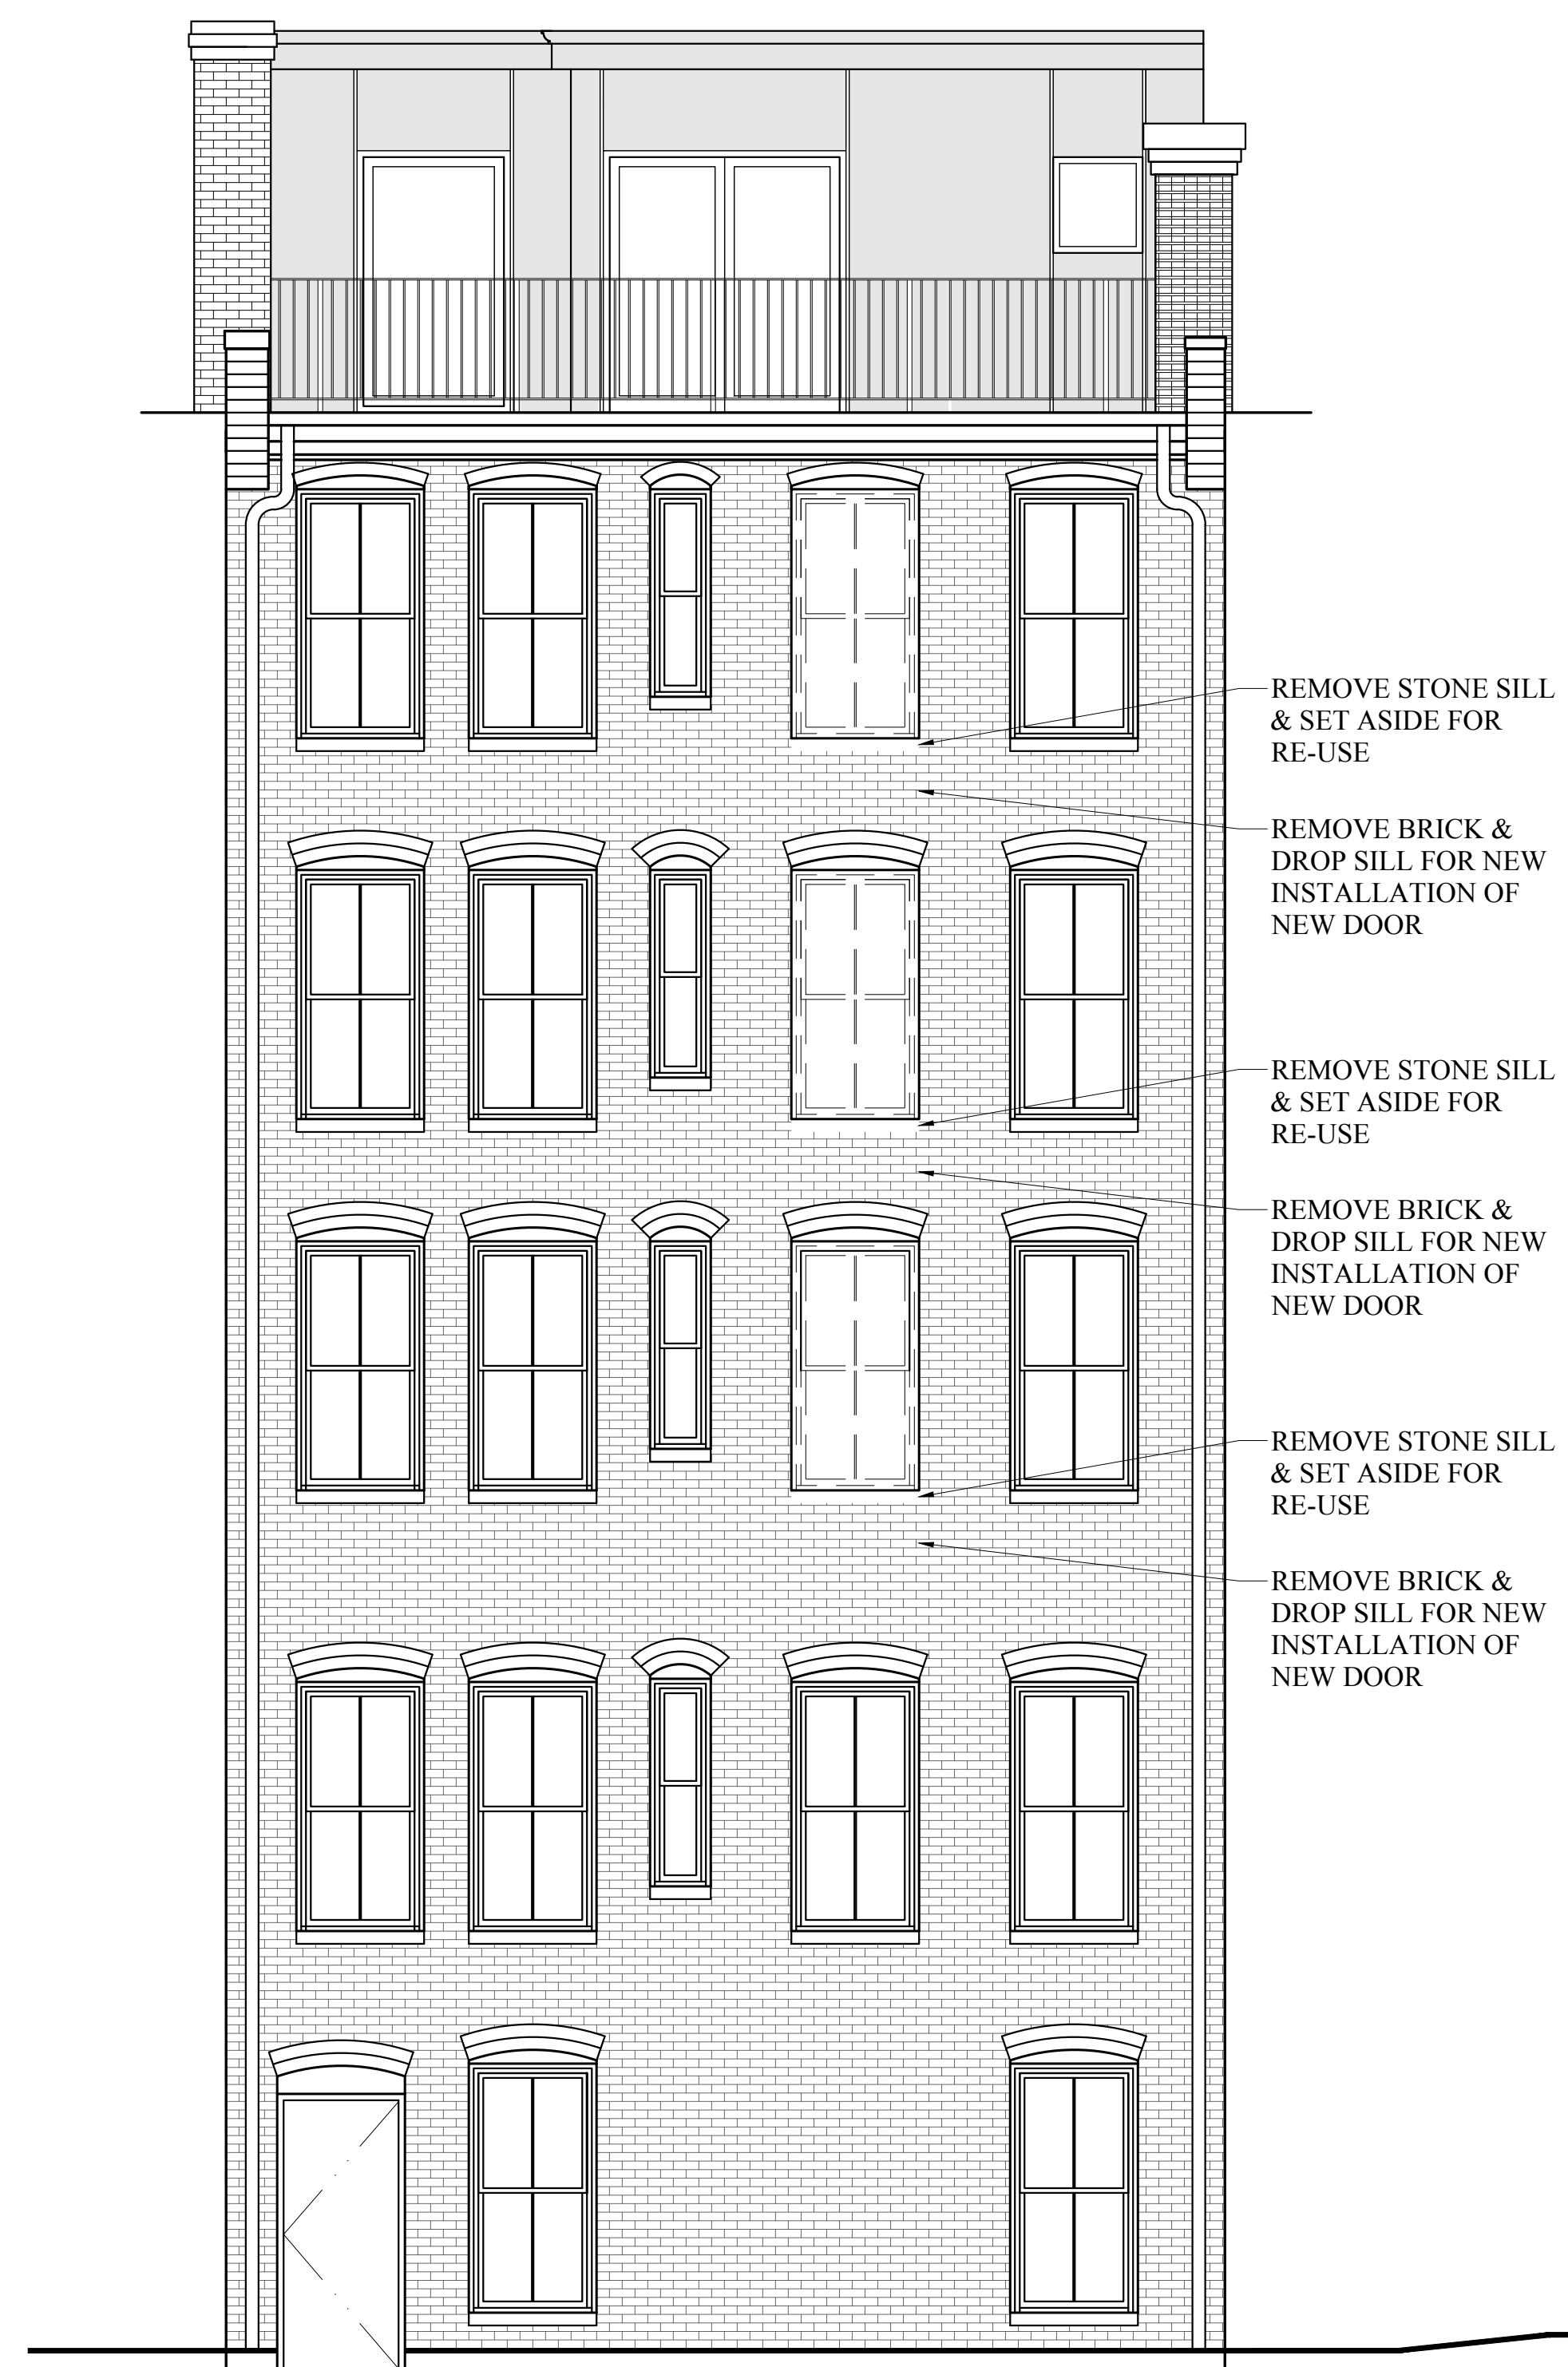 REMOVE STONE SILL
& SET ASIDE FOR
RE-USE
REMOVE BRICK &
DROP SILL FOR NEW
INSTALLATION OF
NEW DOOR
REMOVE STONE SILL
& SET ASIDE FOR
RE-USE
REMOVE BRICK &
DROP SILL FOR NEW
INSTALLATION OF
NEW DOOR
REMOVE STONE SILL
& SET ASIDE FOR
RE-USE
REMOVE BRICK &
DROP SILL FOR NEW
INSTALLATION OF
NEW DOOR